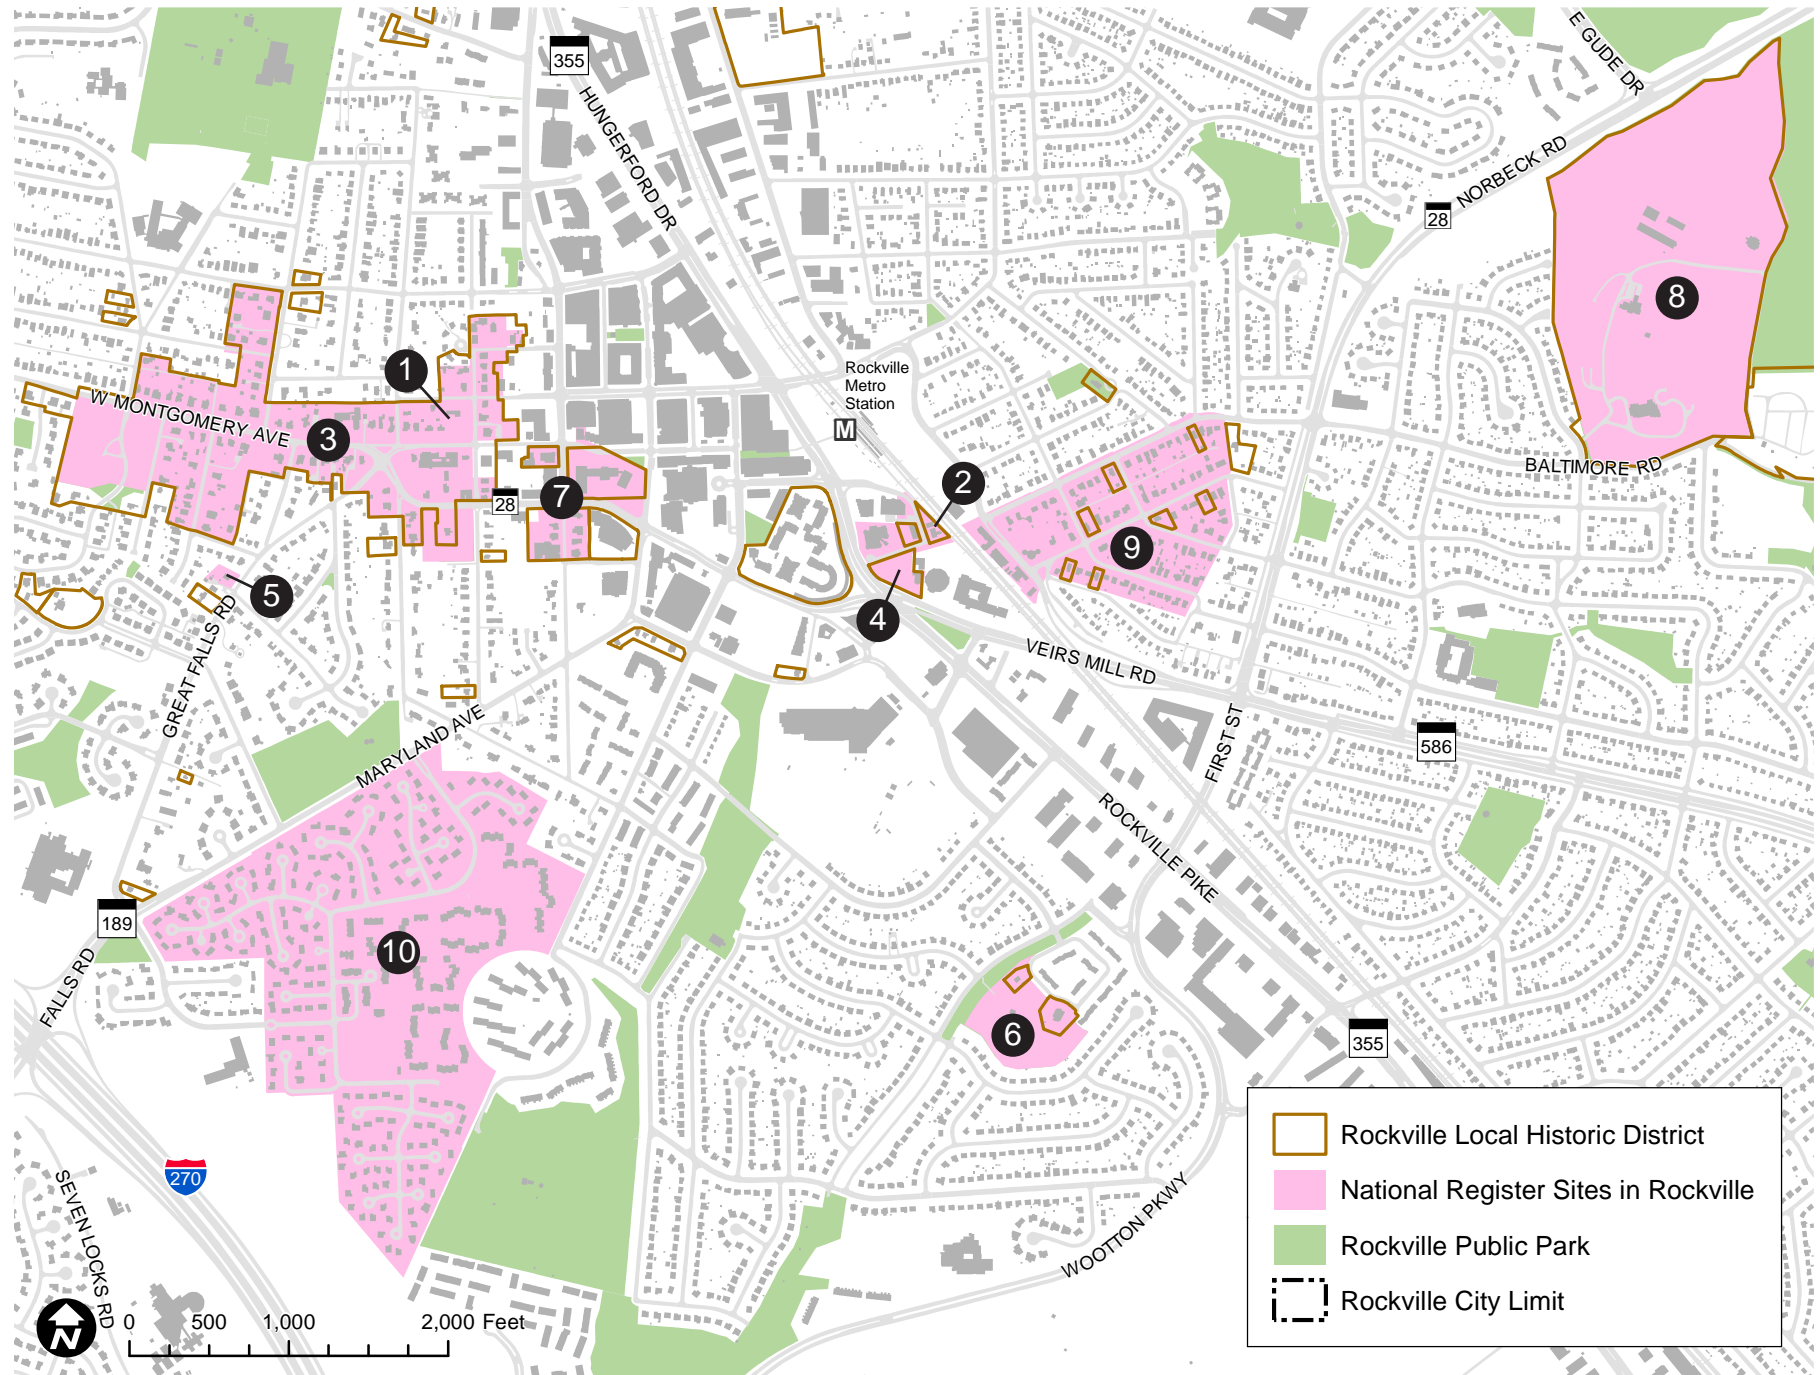 355
HUNGERFORD DR
E GUDE DR
NORBECK RD
28
8
Rockville
Metro
Station
M
1
W MONTGOMERY AVE
3
28
7
2
9
BALTIMORE RD
5
4
GREAT FALLS RD
VEIRS MILL RD
FIRST ST
586
MARYLAND AVE
ROCKVILLE PIKE
189
10
FALLS RD
6
355
270
SEVEN LOCKS RD
WOOTTON PKWY
N
0 500 1,000 2,000 Feet
Rockville Local Historic District
National Register Sites in Rockville
Rockville Public Park
Rockville City Limit